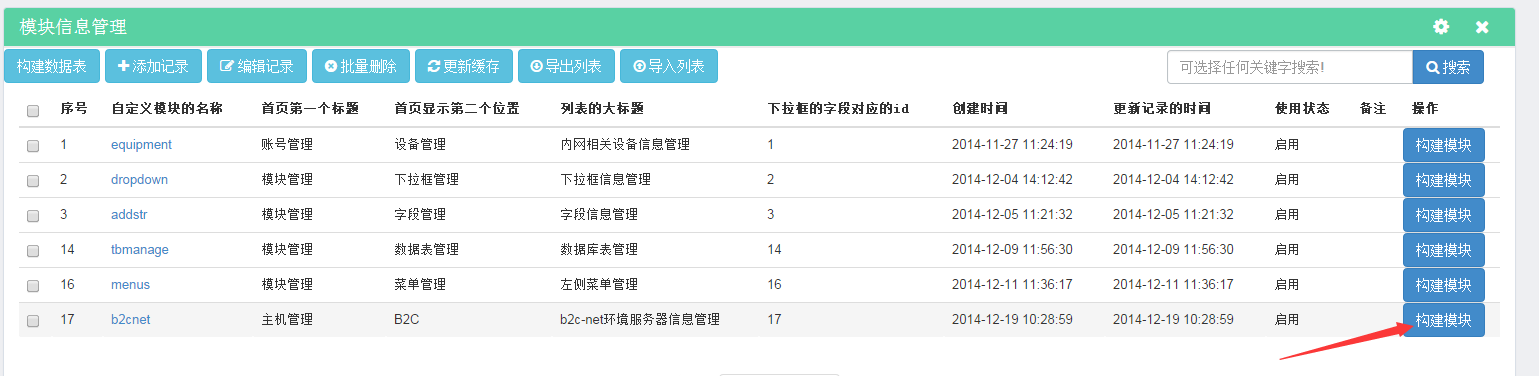 模块信息管理
构建数据表 添加记录 编辑记录 批量删除 更新缓存 导出列表 导入列表 可选择任何关键字搜索! 搜索
序号 自定义模块的名称 首页第一个标题 首页显示第二个位置 列表的大标题 下拉框的字段对应的id 创建时间 更新记录的时间 使用状态 备注 操作
1 equipment 账号管理 设备管理 内网相关设备信息管理 1 2014-11-27 11:24:19 2014-11-27 11:24:19 启用 构建模块
2 dropdown 模块管理 下拉框管理 下拉框信息管理 2 2014-12-04 14:12:42 2014-12-04 14:12:42 启用 构建模块
3 addstr 模块管理 字段管理 字段信息管理 3 2014-12-05 11:21:32 2014-12-05 11:21:32 启用 构建模块
14 tbmanage 模块管理 数据表管理 数据库表管理 14 2014-12-09 11:56:30 2014-12-09 11:56:30 启用 构建模块
16 menus 模块管理 菜单管理 左侧菜单管理 16 2014-12-11 11:36:17 2014-12-11 11:36:17 启用 构建模块
17 b2cnet 主机管理 B2C b2c-net环境服务器信息管理 17 2014-12-19 10:28:59 2014-12-19 10:28:59 启用 构建模块